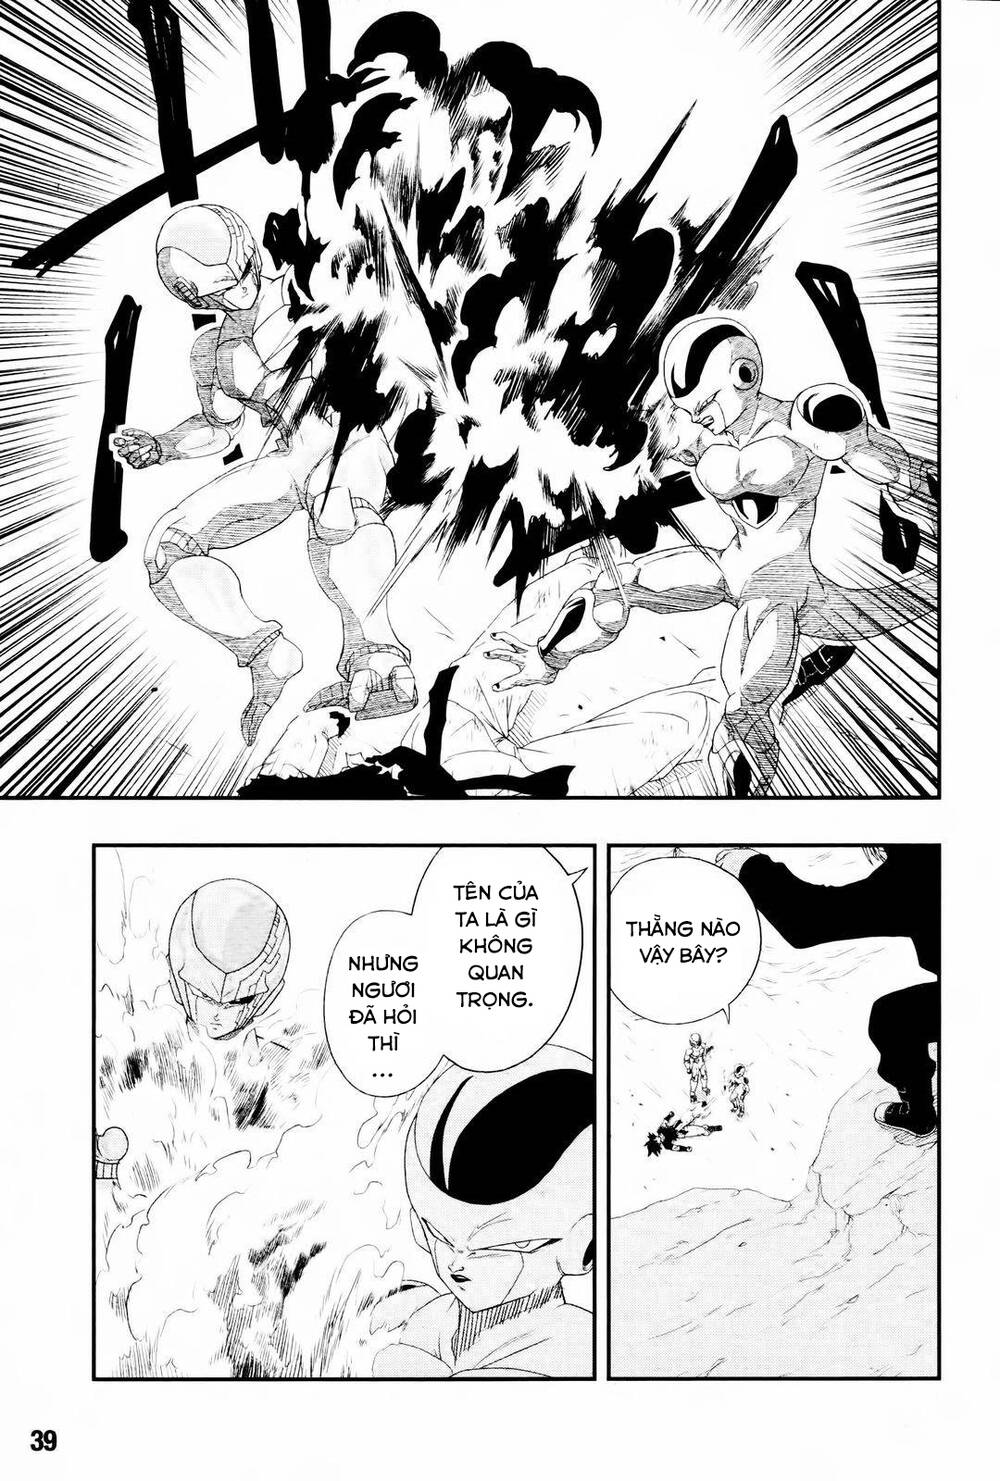 THẰNG NÀO
VẬY BÂY?
TÊN CỦA
TA LÀ GÌ
KHÔNG
QUAN
TRỌNG.
NHƯNG
NGƯƠI
ĐÃ HỎI
THÌ
...
39